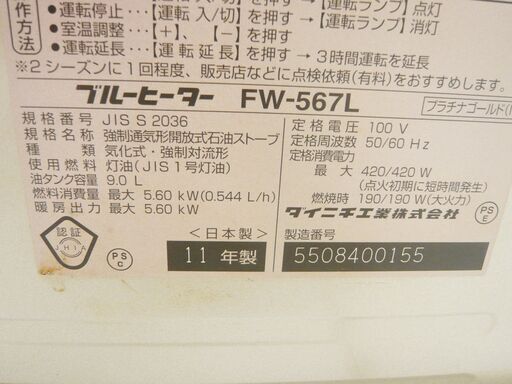 ●運転停止…【運転 入/切】を押す→【運転ランプ】消灯
●室温調整…【+】、【−】を押す
●運転延長…【運転延長】を押す→3時間運転を延長
作方法
※2シーズンに1回程度、販売店などに点検依頼(有料)をおすすめします。
ブルーヒーター FW-567L
プラチナゴールド
規格番号 JIS S 2036
規格名称 強制通気形開放式石油ストーブ
種類 気化式・強制対流形
使用燃料 灯油(JIS1号灯油)
油タンク容器 9.0 L
燃料消費量 最大 5.60 kW(0.544 L/h)
暖房出力 最大 5.60 kW
定格電圧 100 V
定格周波数 50/60 Hz
定格消費電力
最大 420/420 W
(点火初期に短時間発生)
燃焼時 190/190 W(大火力)
ダイニチ工業株式会社
PS E
認証
JHIA
PS C
<日本製>
11 年製
製造番号
5508400155